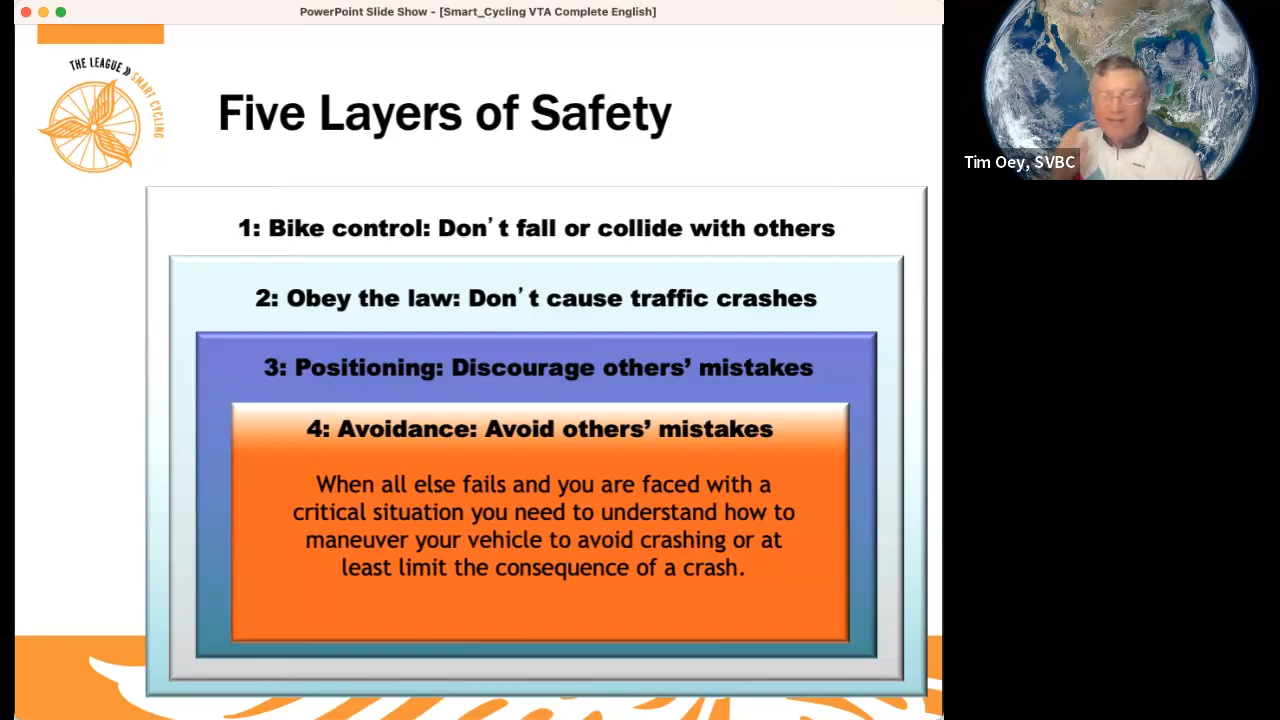 PowerPoint Slide Show - [Smart_Cycling VTA Complete English]
THE LEAGUE
SMART CYCLING
Five Layers of Safety
Tim Oey, SVBC
1: Bike control: Don't fall or collide with others
2: Obey the law: Don't cause traffic crashes
3: Positioning: Discourage others’ mistakes
4: Avoidance: Avoid others’ mistakes
When all else fails and you are faced with a
critical situation you need to understand how to
maneuver your vehicle to avoid crashing or at
least limit the consequence of a crash.